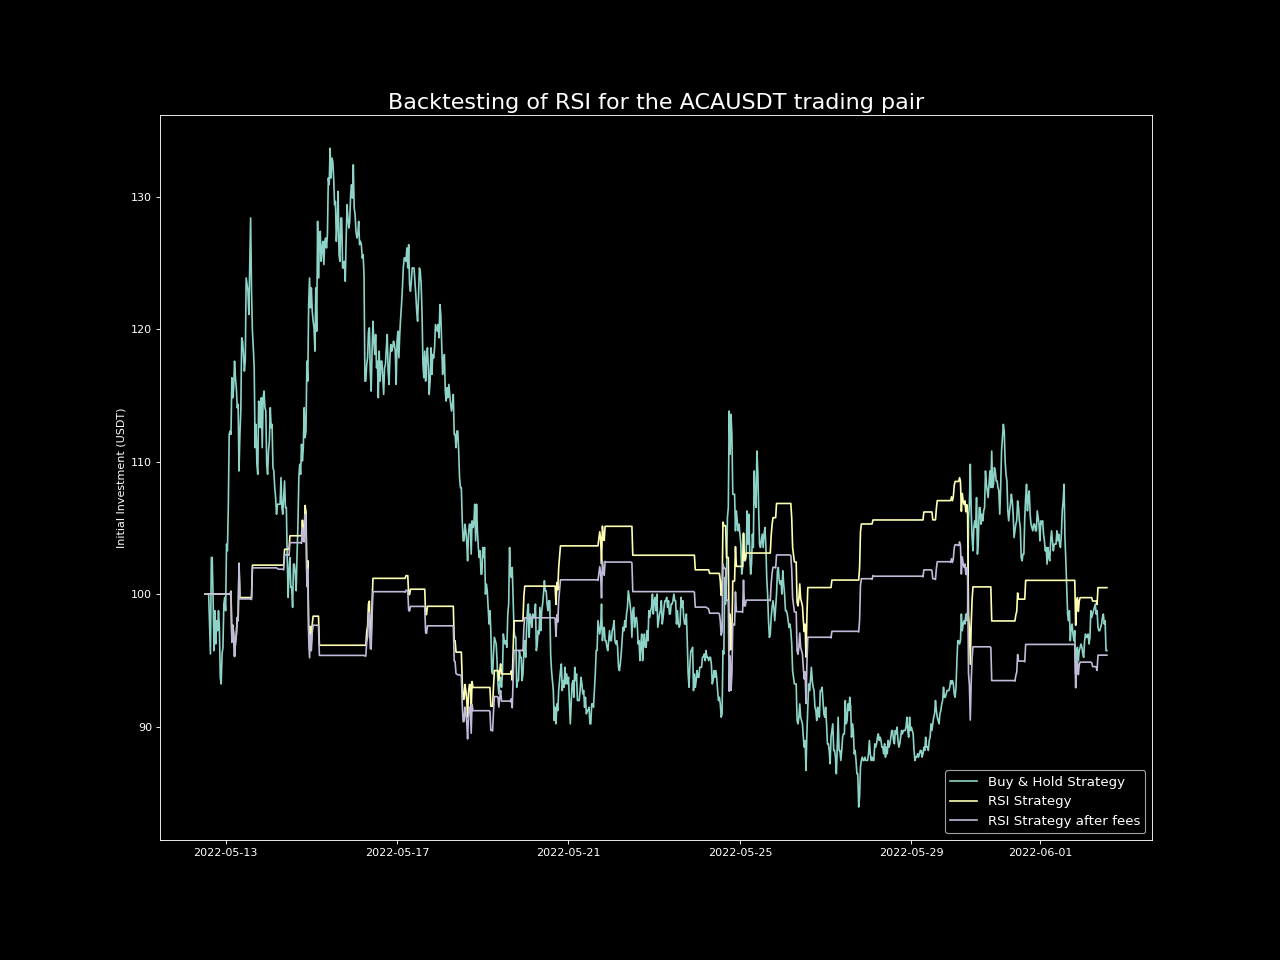 Backtesting of RSI for the ACAUSDT trading pair
Initial Investment (USDT)
130
120
110
100
90
2022-05-13
2022-05-17
2022-05-21
2022-05-25
2022-05-29
2022-06-01
Buy & Hold Strategy
RSI Strategy
RSI Strategy after fees